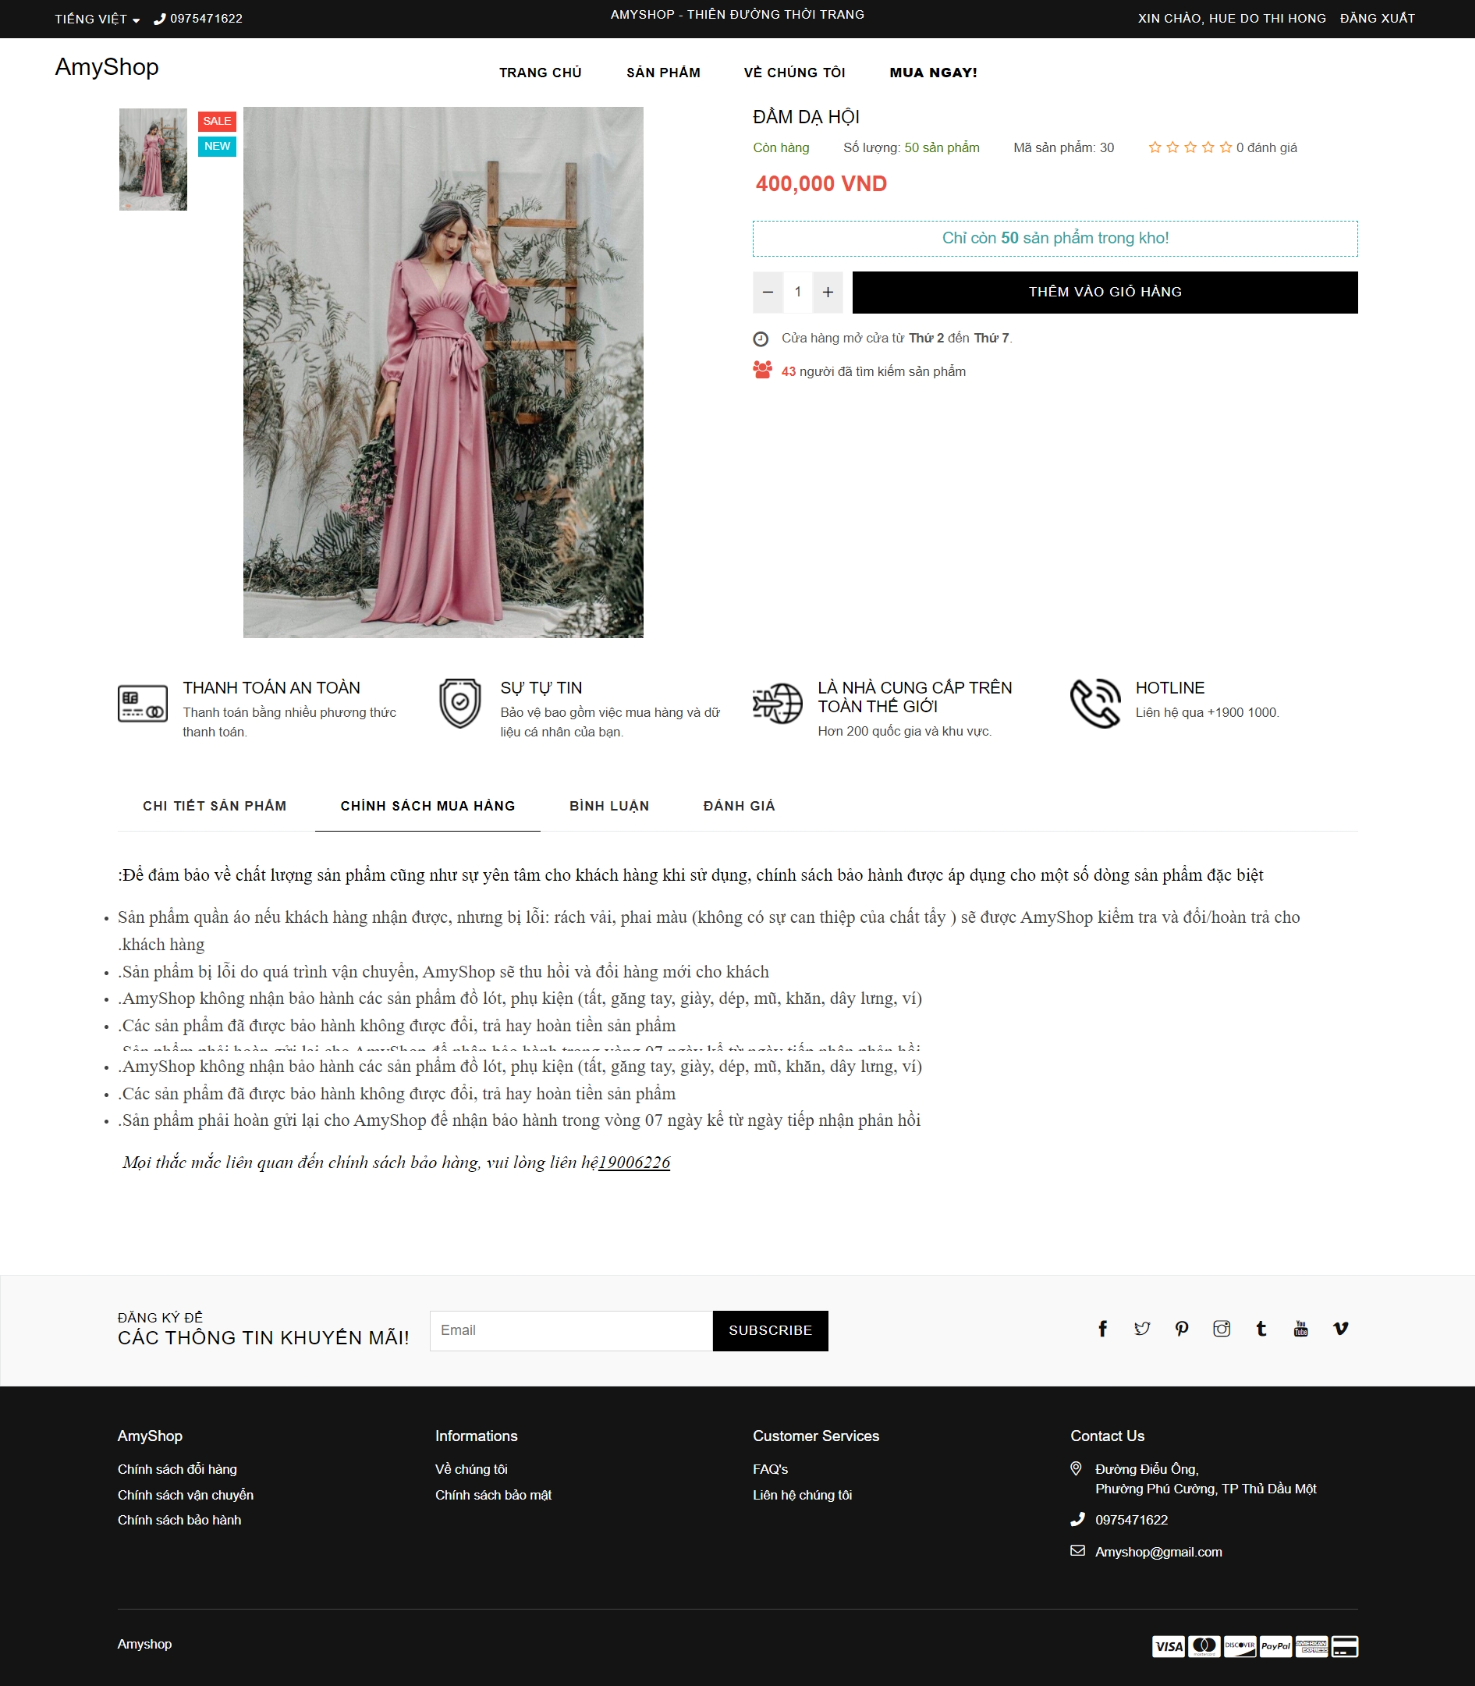 TIẾNG VIỆT 0975471622
AMYSHOP - THIÊN ĐƯỜNG THỜI TRANG
XIN CHÀO, HUE DO THI HONG ĐĂNG XUẤT
AmyShop
TRANG CHỦ SẢN PHẨM VỀ CHÚNG TÔI MUA NGAY!
SALE
NEW
ĐẦM DẠ HỘI
Còn hàng Số lượng: 50 sản phẩm Mã sản phẩm: 30 0 đánh giá
400,000 VND
Chỉ còn 50 sản phẩm trong kho!
− 1 + THÊM VÀO GIỎ HÀNG
Cửa hàng mở cửa từ Thứ 2 đến Thứ 7.
43 người đã tìm kiếm sản phẩm
THANH TOÁN AN TOÀN
Thanh toán bằng nhiều phương thức
thanh toán.
SỰ TỰ TIN
Bảo vệ bao gồm việc mua hàng và dữ
liệu cá nhân của bạn.
LÀ NHÀ CUNG CẤP TRÊN
TOÀN THẾ GIỚI
Hơn 200 quốc gia và khu vực.
HOTLINE
Liên hệ qua +1900 1000.
CHI TIẾT SẢN PHẨM CHÍNH SÁCH MUA HÀNG BÌNH LUẬN ĐÁNH GIÁ
:Để đảm bảo về chất lượng sản phẩm cũng như sự yên tâm cho khách hàng khi sử dụng, chính sách bảo hành được áp dụng cho một số dòng sản phẩm đặc biệt
• Sản phẩm quần áo nếu khách hàng nhận được, nhưng bị lỗi: rách vải, phai màu (không có sự can thiệp của chất tẩy ) sẽ được AmyShop kiểm tra và đổi/hoàn trả cho
.khách hàng
• .Sản phẩm bị lỗi do quá trình vận chuyển, AmyShop sẽ thu hồi và đổi hàng mới cho khách
• .AmyShop không nhận bảo hành các sản phẩm đồ lót, phụ kiện (tất, găng tay, giày, dép, mũ, khăn, dây lưng, ví)
• .Các sản phẩm đã được bảo hành không được đổi, trả hay hoàn tiền sản phẩm
• .AmyShop không nhận bảo hành các sản phẩm đồ lót, phụ kiện (tất, găng tay, giày, dép, mũ, khăn, dây lưng, ví)
• .Các sản phẩm đã được bảo hành không được đổi, trả hay hoàn tiền sản phẩm
• .Sản phẩm phải hoàn gửi lại cho AmyShop để nhận bảo hành trong vòng 07 ngày kể từ ngày tiếp nhận phản hồi
Mọi thắc mắc liên quan đến chính sách bảo hàng, vui lòng liên hệ19006226
ĐĂNG KÝ ĐỂ
CÁC THÔNG TIN KHUYẾN MÃI!
Email SUBSCRIBE
AmyShop
Chính sách đổi hàng
Chính sách vận chuyển
Chính sách bảo hành
Informations
Về chúng tôi
Chính sách bảo mật
Customer Services
FAQ's
Liên hệ chúng tôi
Contact Us
Đường Điểu Ông,
Phường Phú Cường, TP Thủ Dầu Một
0975471622
Amyshop@gmail.com
Amyshop
VISA DISCOVER PayPal